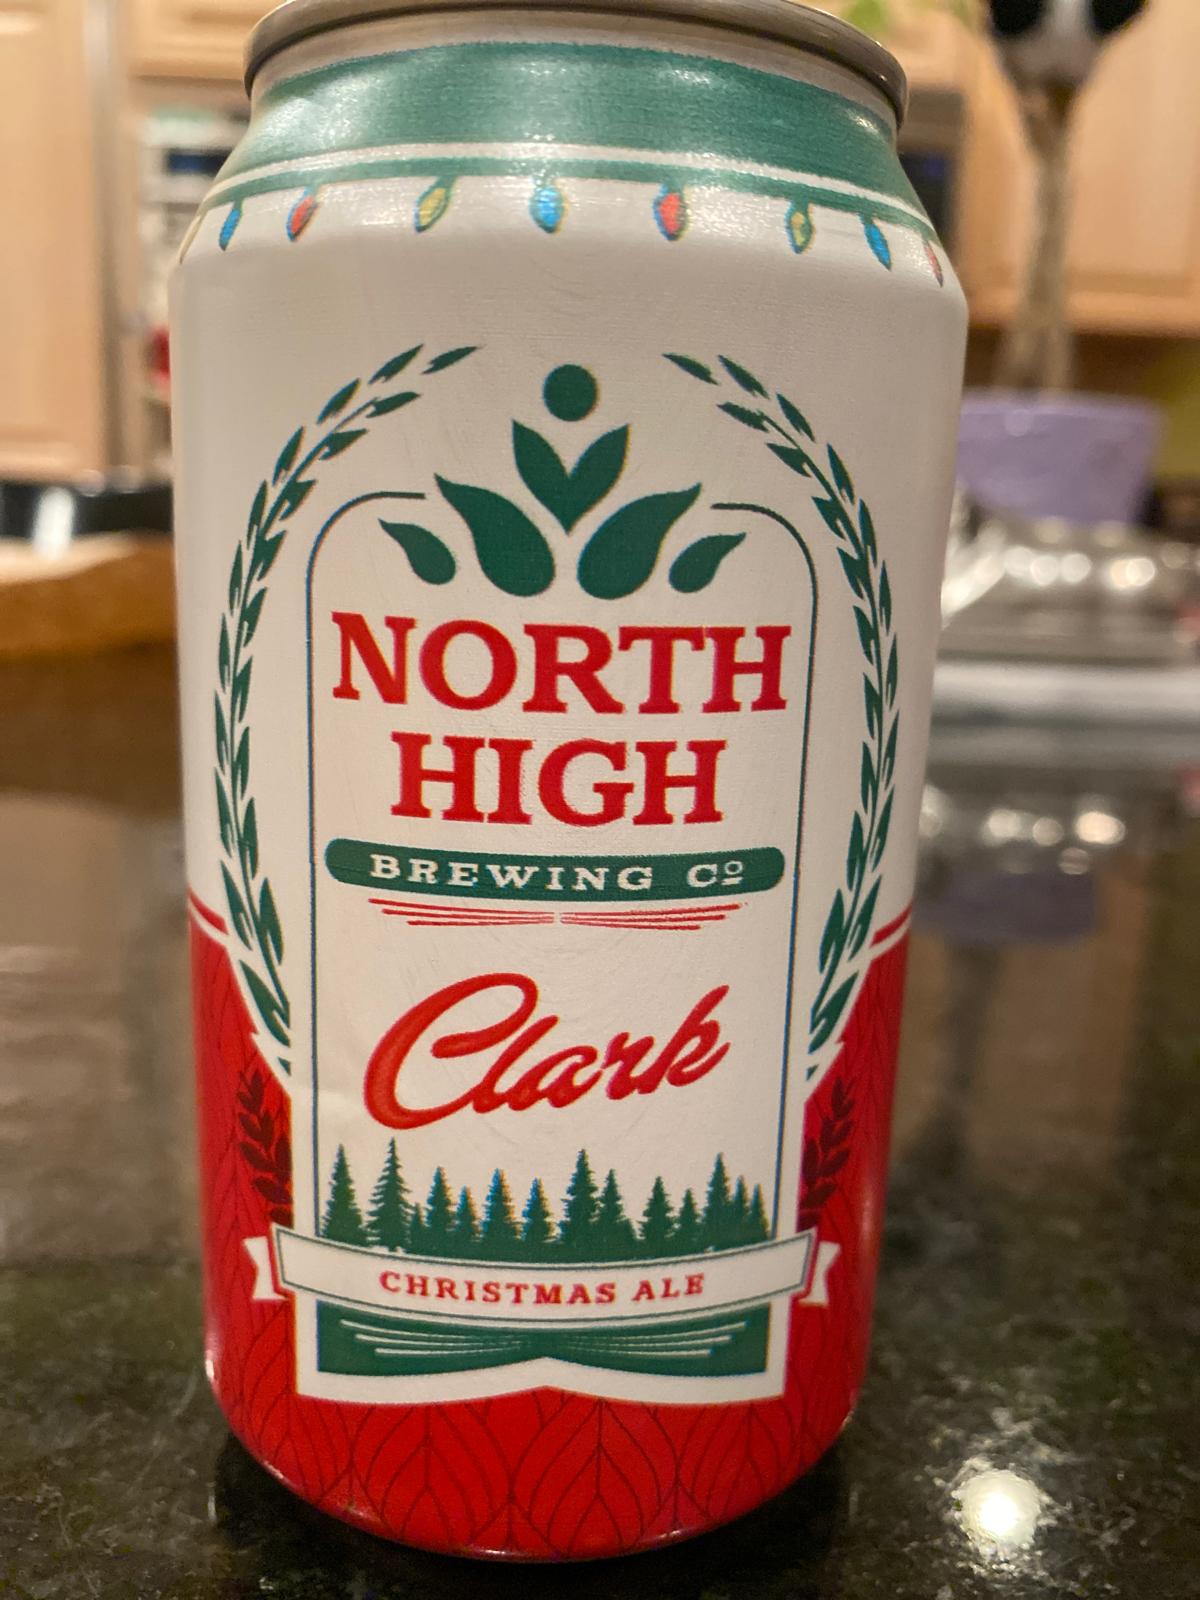 NORTH
HIGH
BREWING Cº
Clark
CHRISTMAS ALE